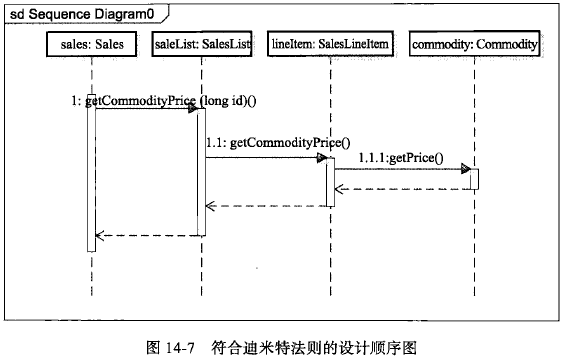 sd Sequence Diagram0
sales: Sales
saleList: SalesList
lineItem: SalesLineItem
commodity: Commodity
1: getCommodityPrice (long id)()
1.1: getCommodityPrice()
1.1.1:getPrice()
图 14-7 符合迪米特法则的设计顺序图